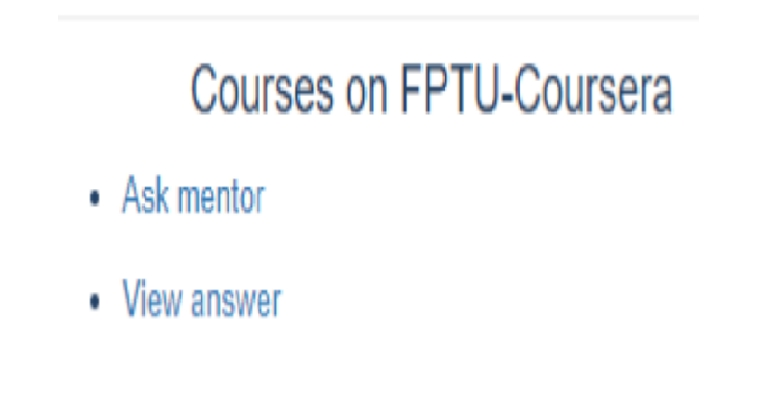 Courses on FPTU-Coursera
Ask mentor
View answer